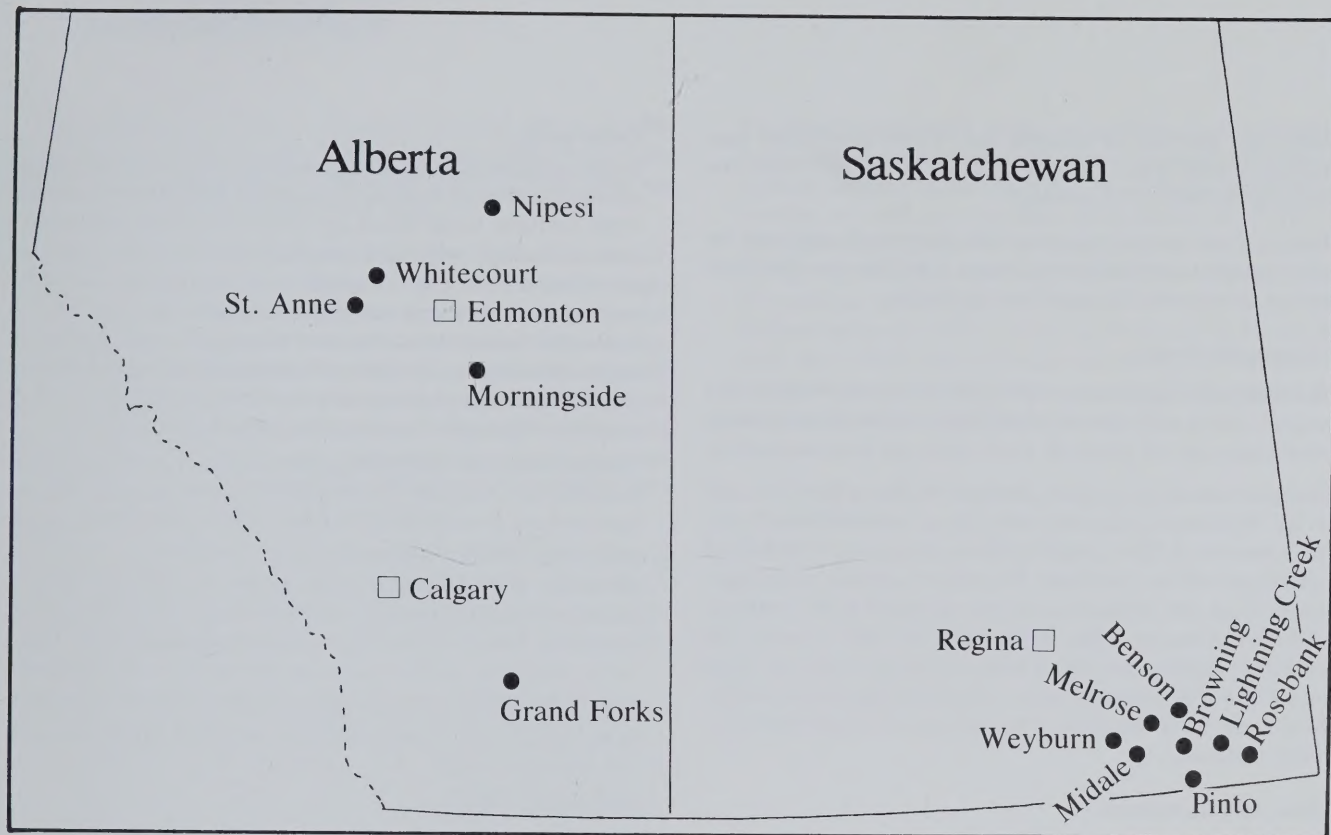 Alberta
Saskatchewan
Nipesi
Whitecourt
St. Anne
Edmonton
Morningside
Calgary
Grand Forks
Regina
Benson
Browning
Lightning Creek
Rosebank
Melrose
Weyburn
Midale
Pinto